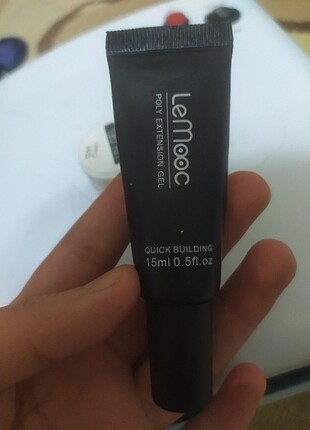 LeMooc
POLY EXTENSION GEL
QUICK BUILDING
15ml 0.5fl.oz